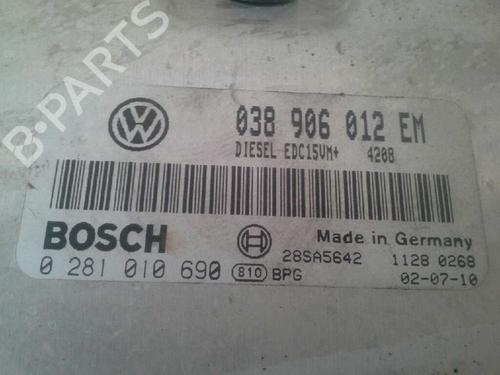 B-PARTS
038 906 012 EM
DIESEL EDC15VM+ 4208
BOSCH
Made in Germany
0 281 010 690
810 BPG
28SA5642
1128 0268
02-07-10